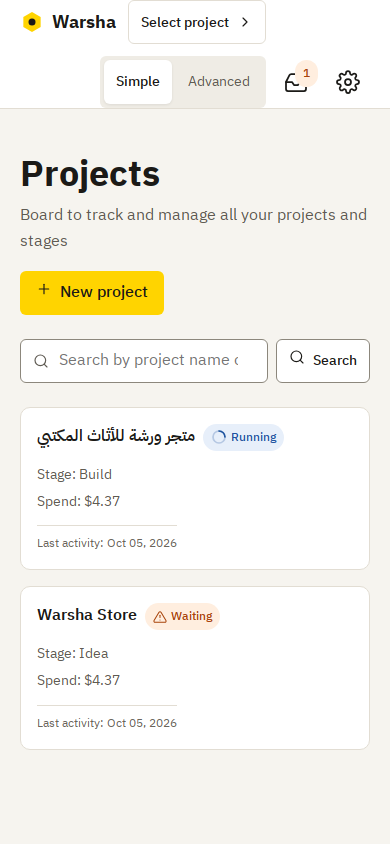 Warsha
Select project
Simple
Advanced
1
Projects
Board to track and manage all your projects and
stages
New project
Search by project name
Search
متجر ورشة للأثاث المكتبي
Running
Stage: Build
Spend: $4.37
Last activity: Oct 05, 2026
Warsha Store
Waiting
Stage: Idea
Spend: $4.37
Last activity: Oct 05, 2026